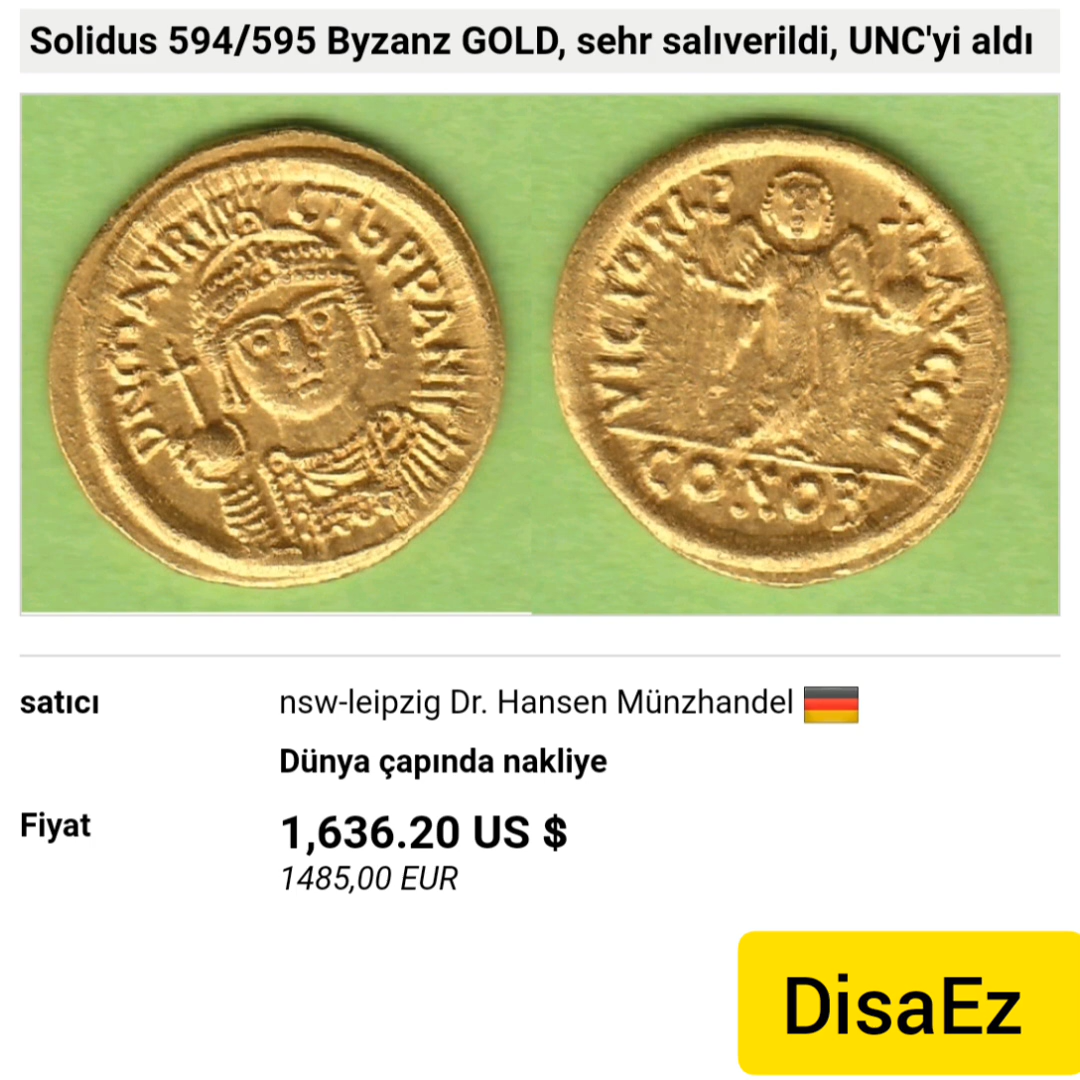 Solidus 594/595 Byzanz GOLD, sehr salıverildi, UNC'yi aldı
CONOB
satıcı
nsw-leipzig Dr. Hansen Münzhandel
Dünya çapında nakliye
Fiyat
1,636.20 US $
1485,00 EUR
DisaEz